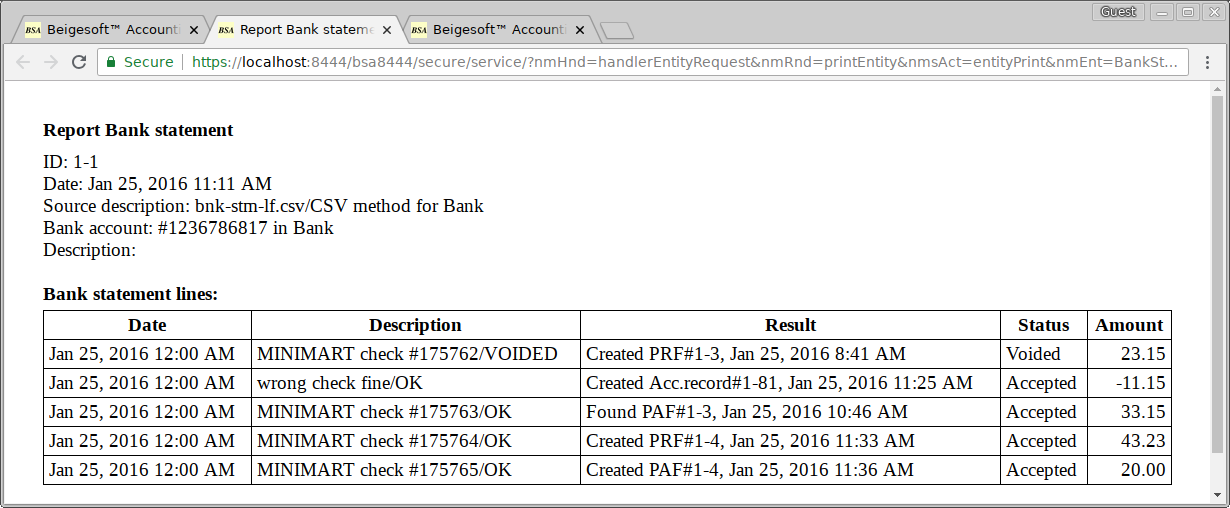 Guest
BSA Beigesoft™ Account
BSA Report Bank stateme
BSA Beigesoft™ Account
Secure https://localhost:8444/bsa8444/secure/service/?nmHnd=handlerEntityRequest&nmRnd=printEntity&nmsAct=entityPrint&nmEnt=BankSt...
Report Bank statement
ID: 1-1
Date: Jan 25, 2016 11:11 AM
Source description: bnk-stm-lf.csv/CSV method for Bank
Bank account: #1236786817 in Bank
Description:
Bank statement lines:
Date Description Result Status Amount
Jan 25, 2016 12:00 AM MINIMART check #175762/VOIDED Created PRF#1-3, Jan 25, 2016 8:41 AM Voided 23.15
Jan 25, 2016 12:00 AM wrong check fine/OK Created Acc.record#1-81, Jan 25, 2016 11:25 AM Accepted -11.15
Jan 25, 2016 12:00 AM MINIMART check #175763/OK Found PAF#1-3, Jan 25, 2016 10:46 AM Accepted 33.15
Jan 25, 2016 12:00 AM MINIMART check #175764/OK Created PRF#1-4, Jan 25, 2016 11:33 AM Accepted 43.23
Jan 25, 2016 12:00 AM MINIMART check #175765/OK Created PAF#1-4, Jan 25, 2016 11:36 AM Accepted 20.00